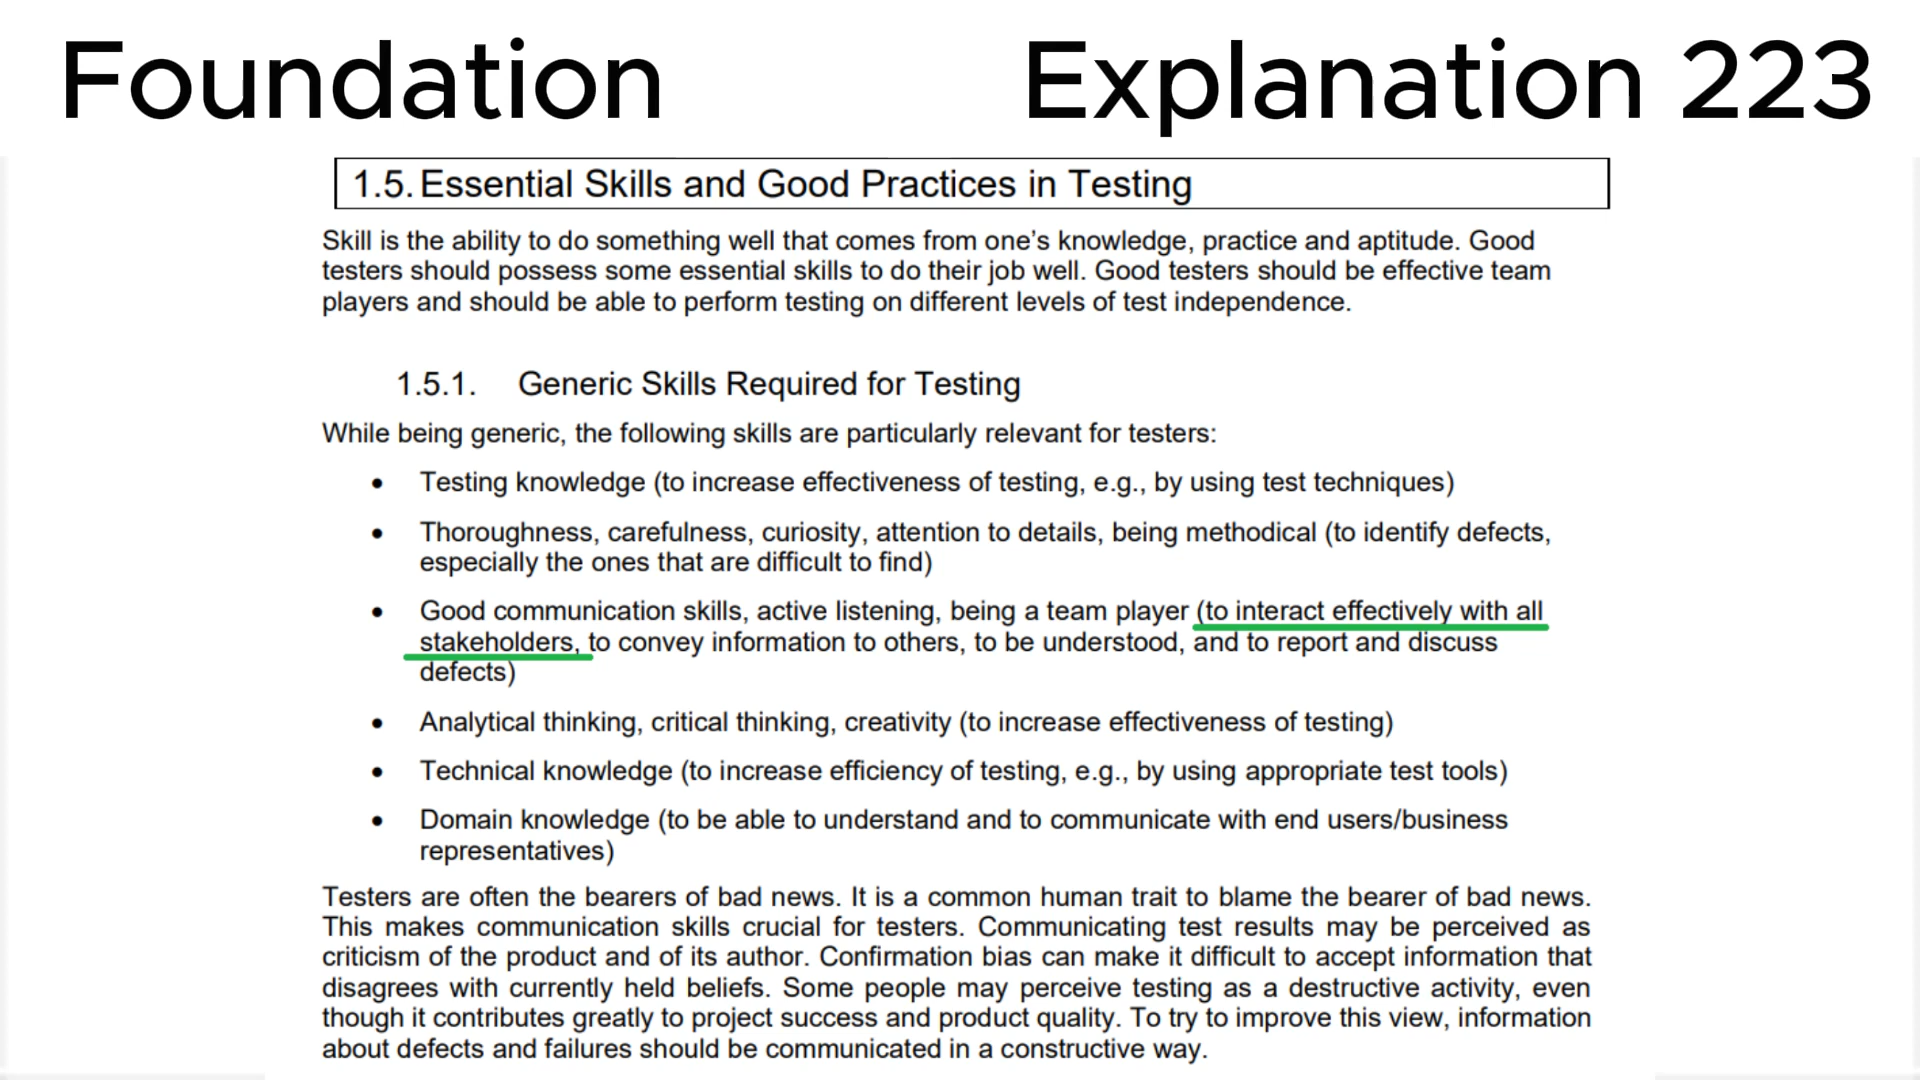 Foundation
Explanation 223
1.5. Essential Skills and Good Practices in Testing
Skill is the ability to do something well that comes from one’s knowledge, practice and aptitude. Good
testers should possess some essential skills to do their job well. Good testers should be effective team
players and should be able to perform testing on different levels of test independence.
1.5.1. Generic Skills Required for Testing
While being generic, the following skills are particularly relevant for testers:
• Testing knowledge (to increase effectiveness of testing, e.g., by using test techniques)
• Thoroughness, carefulness, curiosity, attention to details, being methodical (to identify defects,
especially the ones that are difficult to find)
• Good communication skills, active listening, being a team player (to interact effectively with all
stakeholders, to convey information to others, to be understood, and to report and discuss
defects)
• Analytical thinking, critical thinking, creativity (to increase effectiveness of testing)
• Technical knowledge (to increase efficiency of testing, e.g., by using appropriate test tools)
• Domain knowledge (to be able to understand and to communicate with end users/business
representatives)
Testers are often the bearers of bad news. It is a common human trait to blame the bearer of bad news.
This makes communication skills crucial for testers. Communicating test results may be perceived as
criticism of the product and of its author. Confirmation bias can make it difficult to accept information that
disagrees with currently held beliefs. Some people may perceive testing as a destructive activity, even
though it contributes greatly to project success and product quality. To try to improve this view, information
about defects and failures should be communicated in a constructive way.